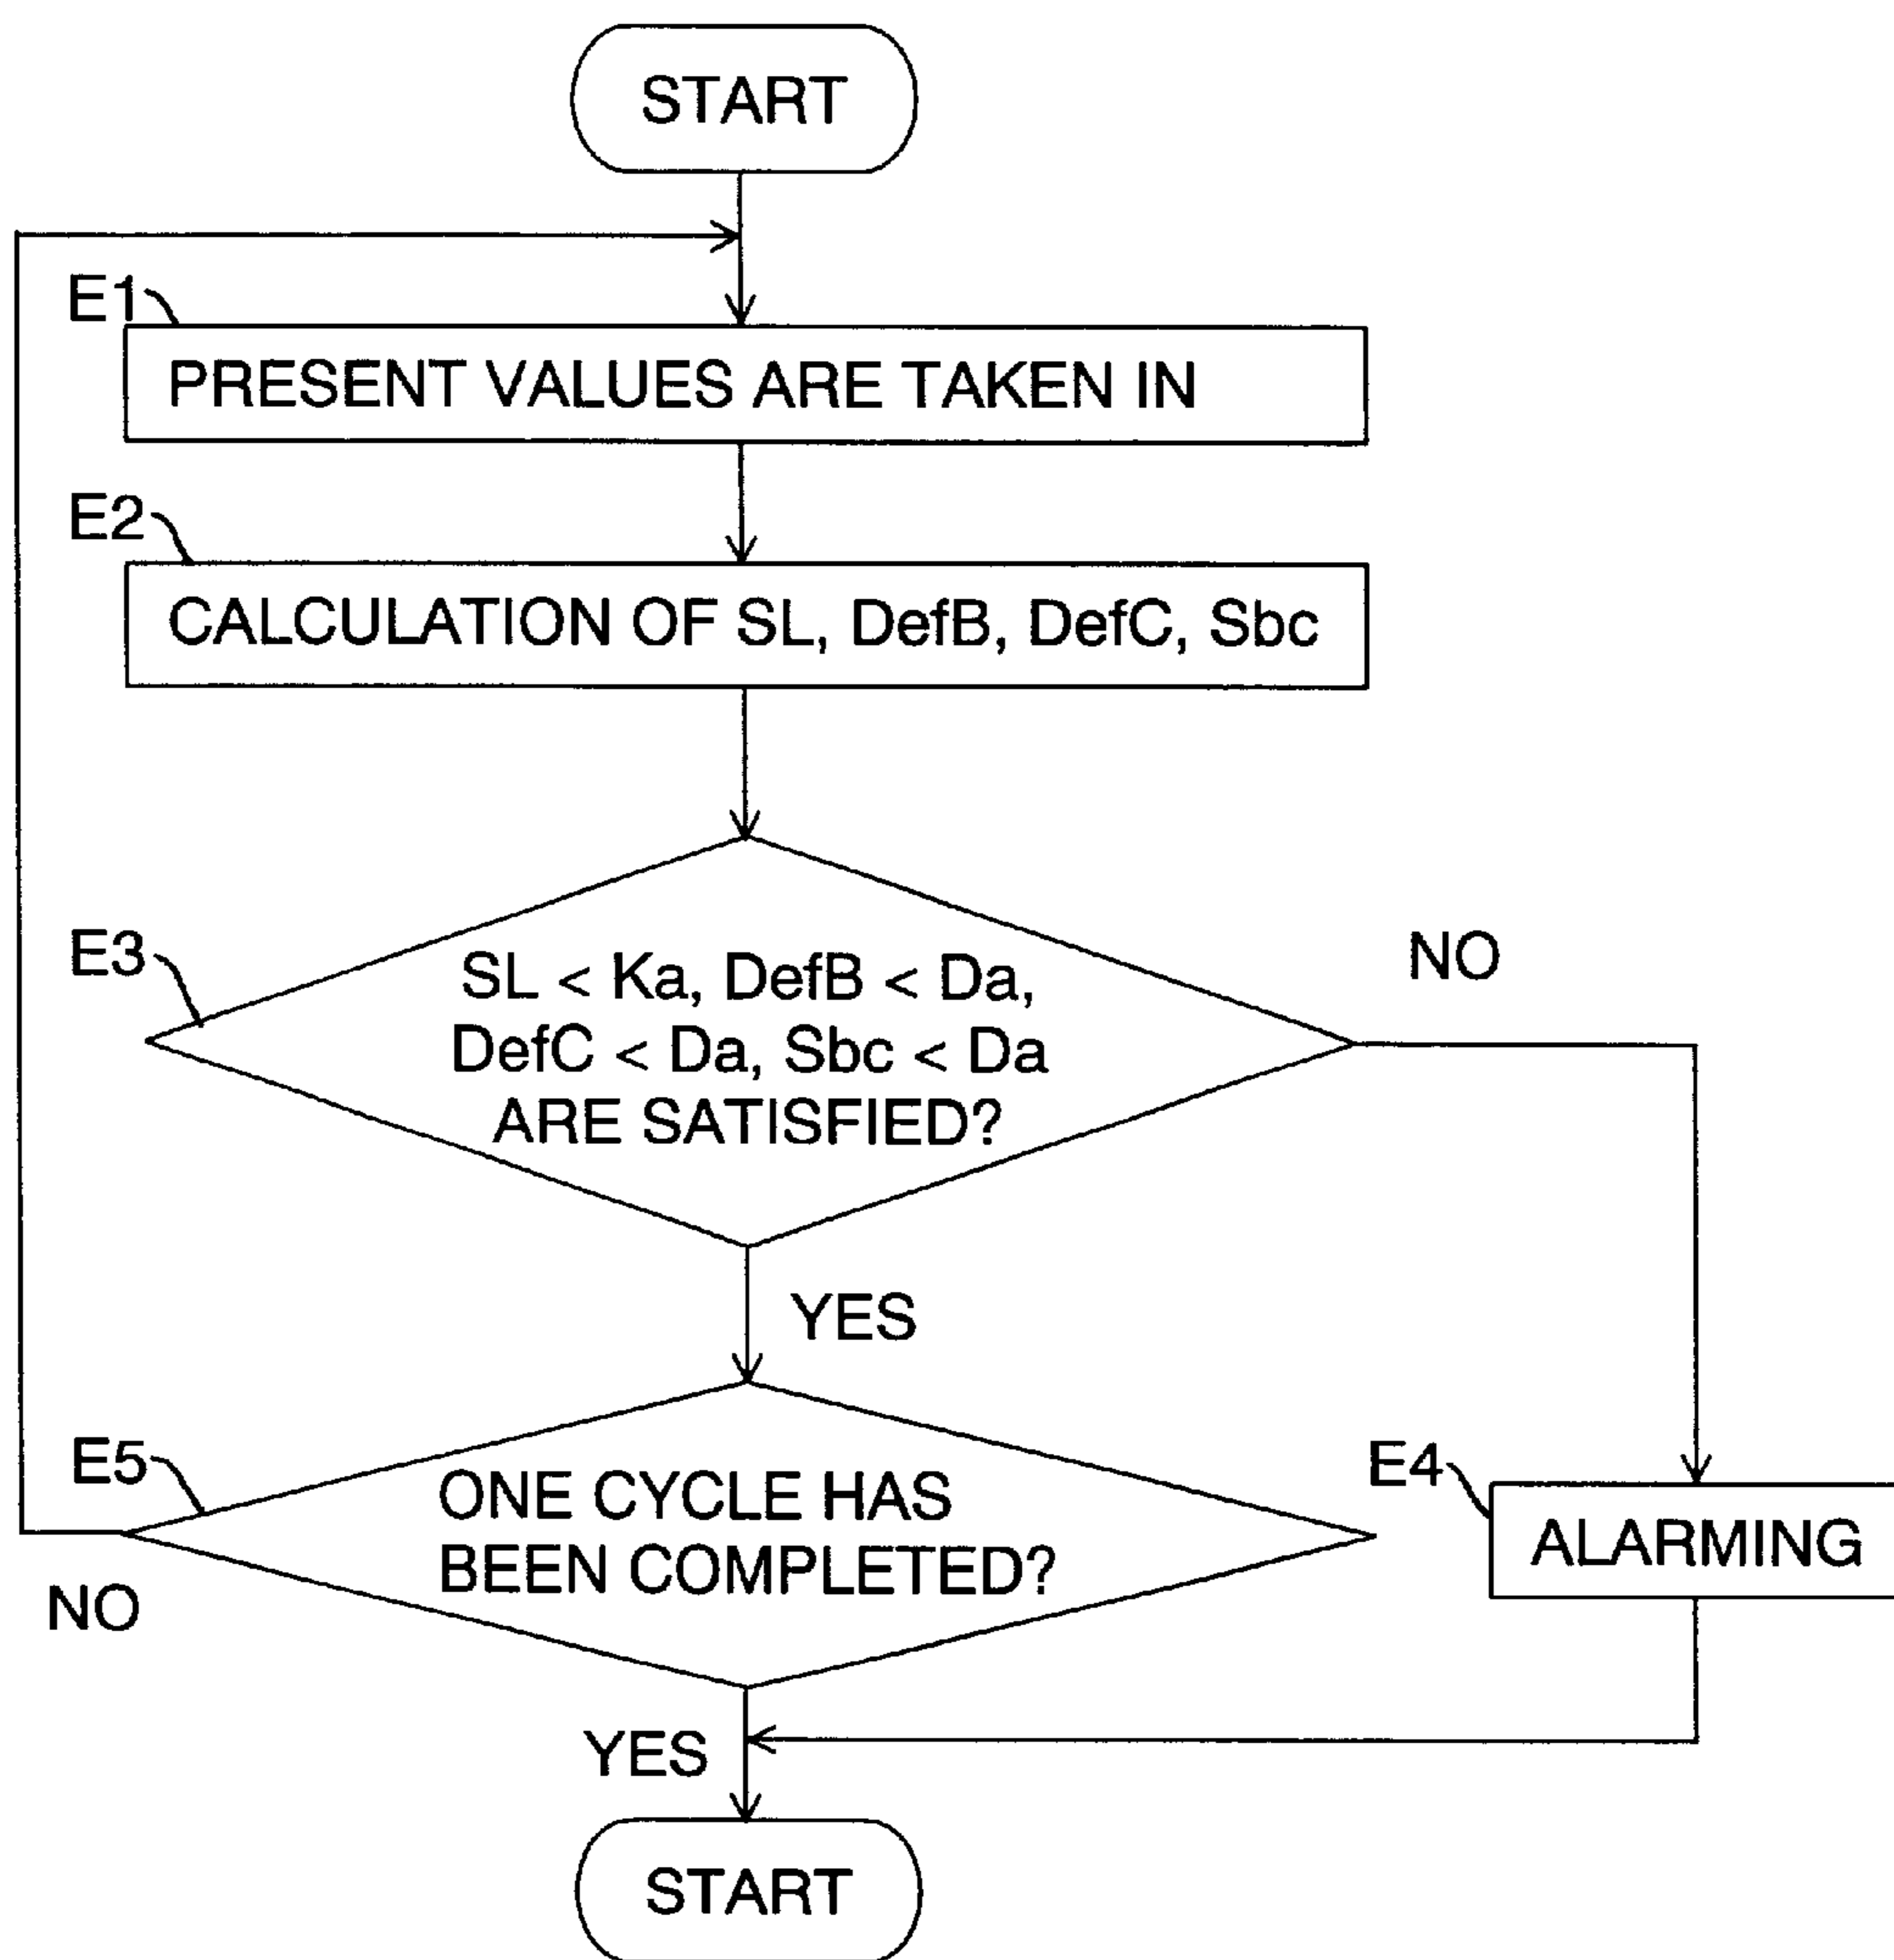 START
E1
PRESENT VALUES ARE TAKEN IN
E2
CALCULATION OF SL, DefB, DefC, Sbc
E3
SL < Ka, DefB < Da,
DefC < Da, Sbc < Da
ARE SATISFIED?
NO
YES
E5
ONE CYCLE HAS
BEEN COMPLETED?
NO
E4
ALARMING
YES
START